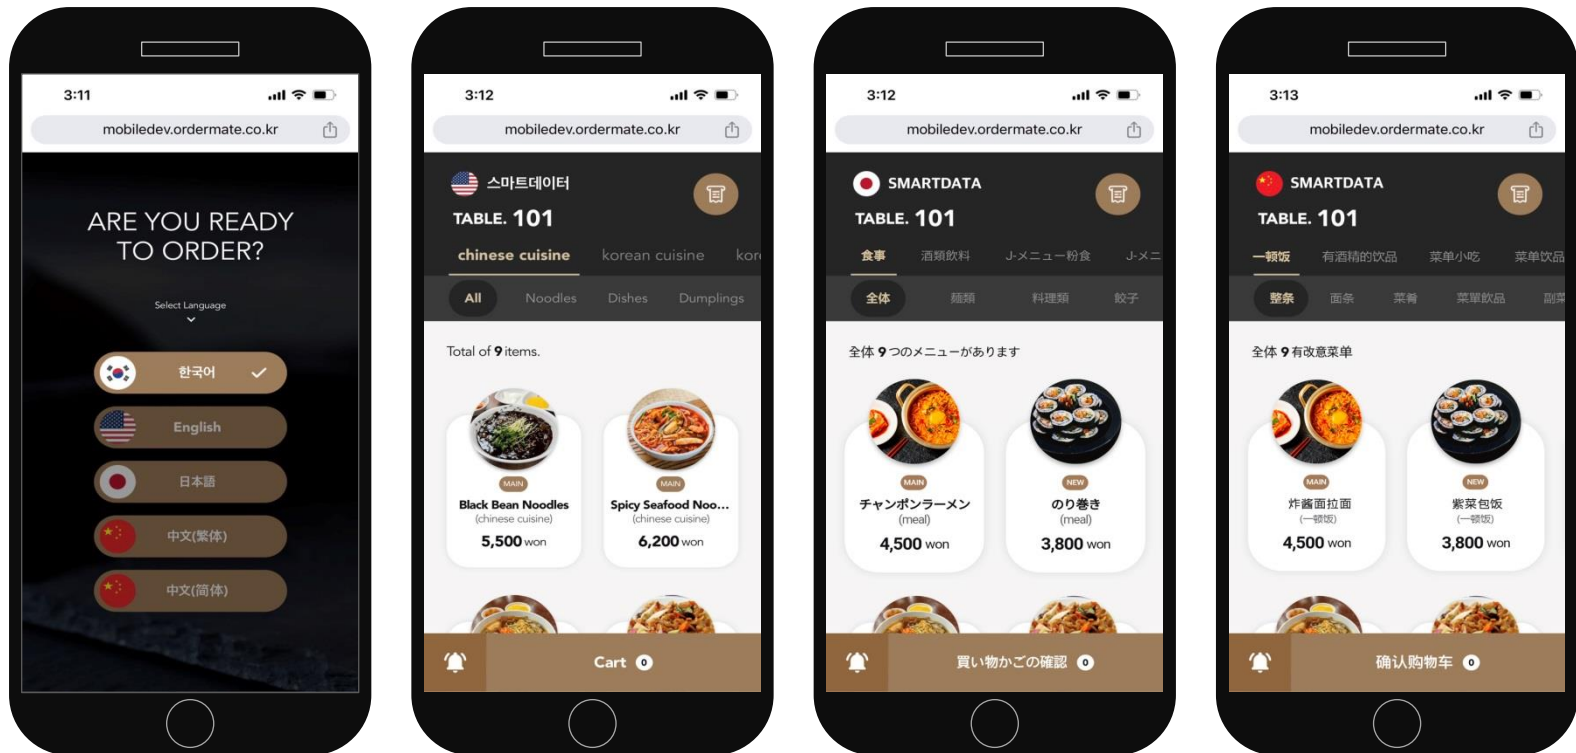 3:11
mobiledev.ordermate.co.kr
ARE YOU READY
TO ORDER?
Select Language
한국어
English
日本語
中文(繁体)
中文(简体)
3:12
mobiledev.ordermate.co.kr
스마트데이터
TABLE. 101
chinese cuisine korean cuisine kor
All Noodles Dishes Dumplings
Total of 9 items.
MAIN
Black Bean Noodles
(chinese cuisine)
5,500 won
MAIN
Spicy Seafood Noo...
(chinese cuisine)
6,200 won
Cart 0
3:12
mobiledev.ordermate.co.kr
SMARTDATA
TABLE. 101
食事 酒類飲料 J-メニュー粉食 J-メニ
全体 麺類 料理類 餃子
全体 9 つのメニューがあります
MAIN
チャンポンラーメン
(meal)
4,500 won
NEW
のり巻き
(meal)
3,800 won
買い物かごの確認 0
3:13
mobiledev.ordermate.co.kr
SMARTDATA
TABLE. 101
一顿饭 有酒精的饮品 菜单小吃 菜单饮品
整条 面条 菜肴 菜單飲品 副菜
全体 9 有改意菜单
MAIN
炸酱面拉面
(一顿饭)
4,500 won
NEW
紫菜包饭
(一顿饭)
3,800 won
确认购物车 0